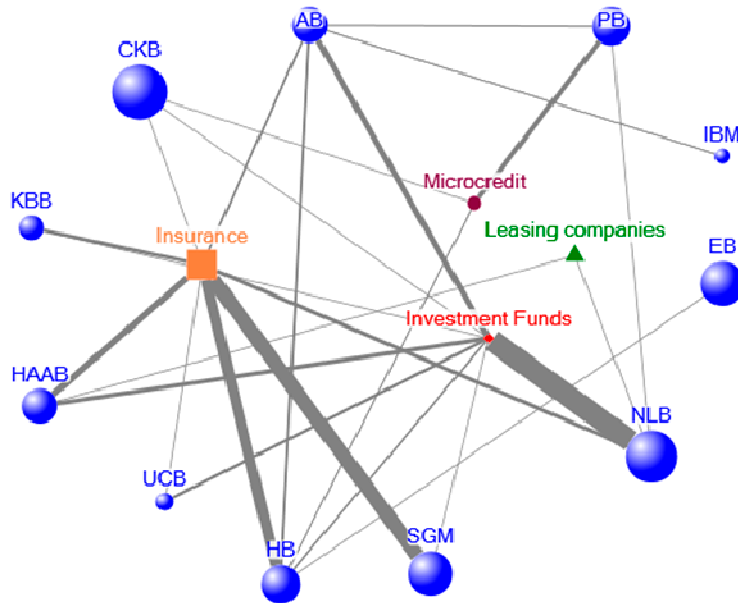 AB
PB
CKB
IBM
Microcredit
KBB
Insurance
Leasing companies
EB
Investment Funds
HAAB
NLB
UCB
HB
SGM